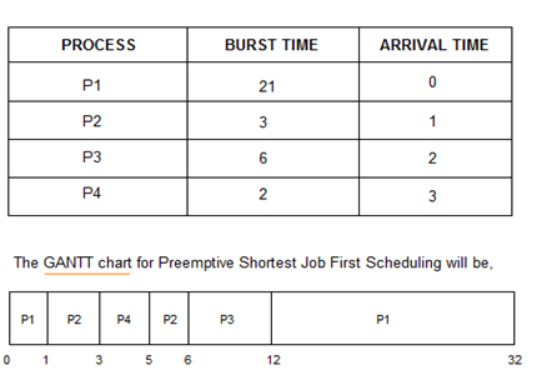 PROCESS BURST TIME ARRIVAL TIME
P1 21 0
P2 3 1
P3 6 2
P4 2 3
The GANTT chart for Preemptive Shortest Job First Scheduling will be,
P1 P2 P4 P2 P3 P1
0 1 3 5 6 12 32